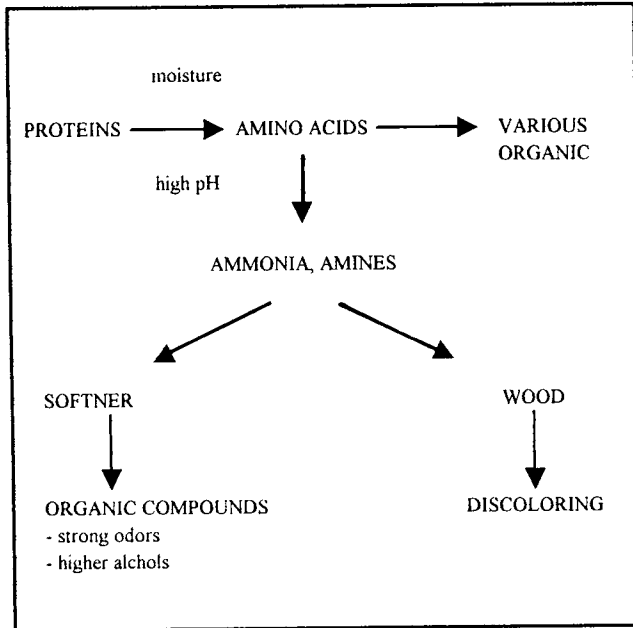 moisture
PROTEINS AMINO ACIDS VARIOUS
ORGANIC
high pH
AMMONIA, AMINES
SOFTNER WOOD
ORGANIC COMPOUNDS DISCOLORING
- strong odors
- higher alchols